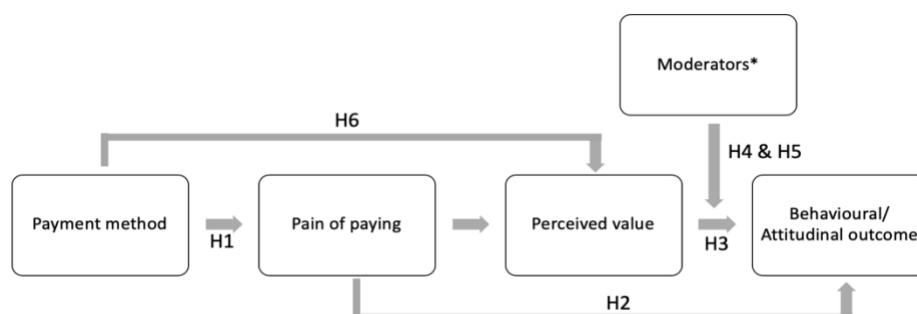 Moderators*
H6
H4 & H5
Payment method
H1
Pain of paying
Perceived value
H3
Behavioural/
Attitudinal outcome
H2